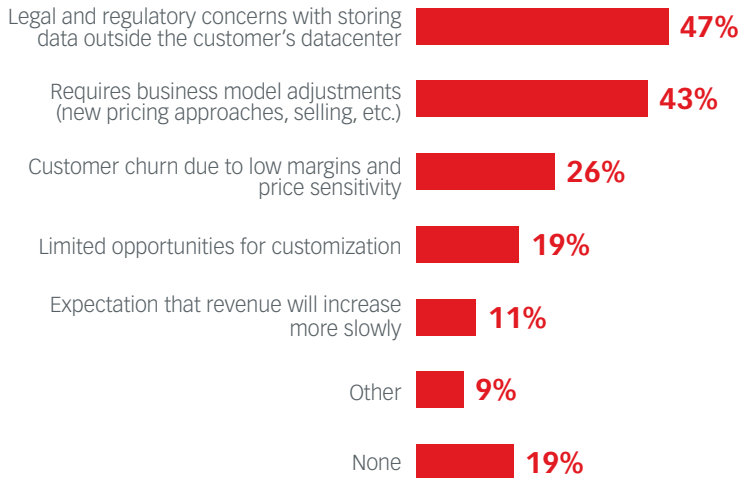 Legal and regulatory concerns with storing
data outside the customer’s datacenter
47%
Requires business model adjustments
(new pricing approaches, selling, etc.)
43%
Customer churn due to low margins and
price sensitivity
26%
Limited opportunities for customization
19%
Expectation that revenue will increase
more slowly
11%
Other
9%
None
19%